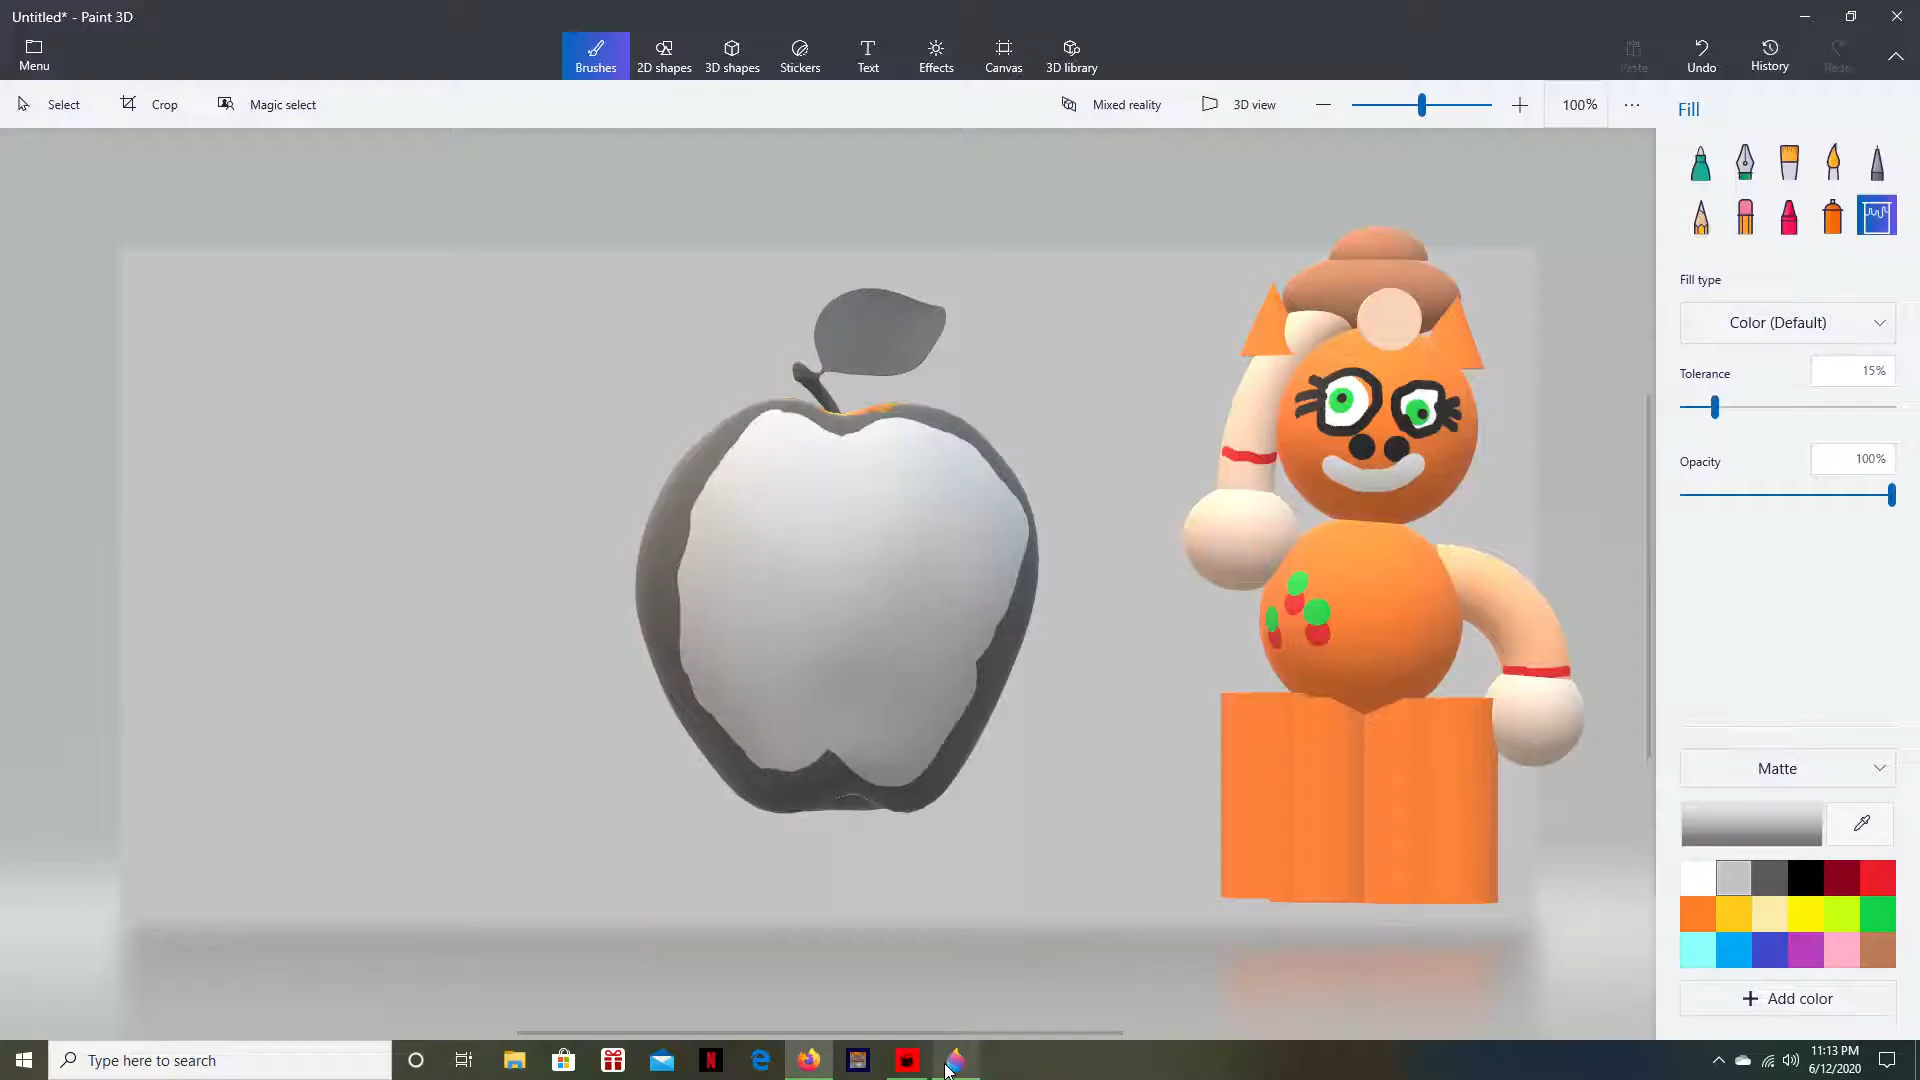 Untitled* - Paint 3D
Menu
Brushes
2D shapes
3D shapes
Stickers
Text
Effects
Canvas
3D library
Paste
Undo
History
Redo
Select
Crop
Magic select
Mixed reality
3D view
100%
Fill
Fill type
Color (Default)
Tolerance
15%
Opacity
100%
Matte
Add color
Type here to search
11:13 PM
6/12/2020